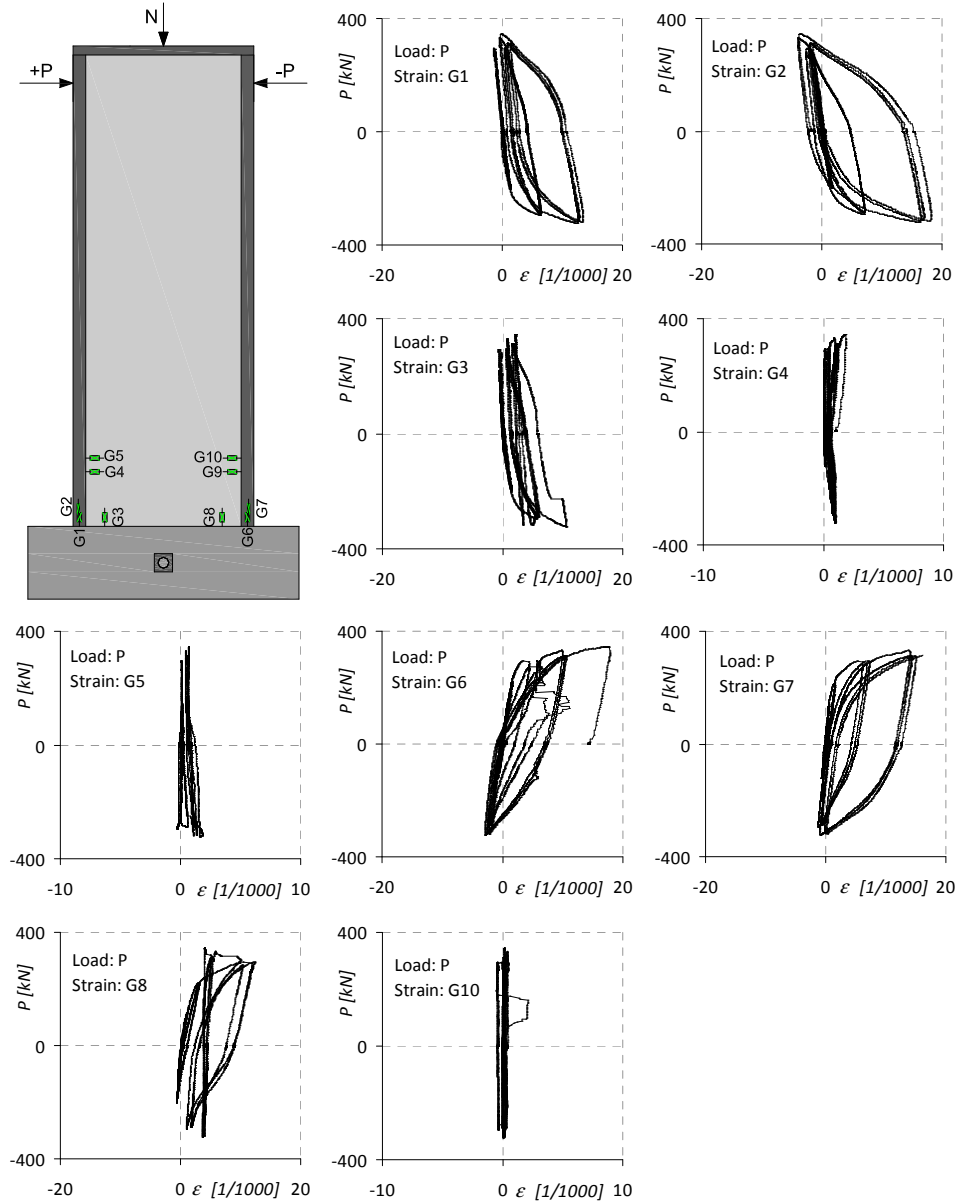 N
+P
-P
G5
G4
G10
G9
G2
G1
G3
G8
G6
G7
P [kN]
400
0
-400
Load: P
Strain: G1
-20
0
ε [1/1000]
20
P [kN]
400
0
-400
Load: P
Strain: G2
-20
0
ε [1/1000]
20
P [kN]
400
0
-400
Load: P
Strain: G3
-20
0
ε [1/1000]
20
P [kN]
400
0
-400
Load: P
Strain: G4
-10
0
ε [1/1000]
10
P [kN]
400
0
-400
Load: P
Strain: G5
-10
0
ε [1/1000]
10
P [kN]
400
0
-400
Load: P
Strain: G6
-20
0
ε [1/1000]
20
P [kN]
400
0
-400
Load: P
Strain: G7
-20
0
ε [1/1000]
20
P [kN]
400
0
-400
Load: P
Strain: G8
-20
0
ε [1/1000]
20
P [kN]
400
0
-400
Load: P
Strain: G10
-10
0
ε [1/1000]
10